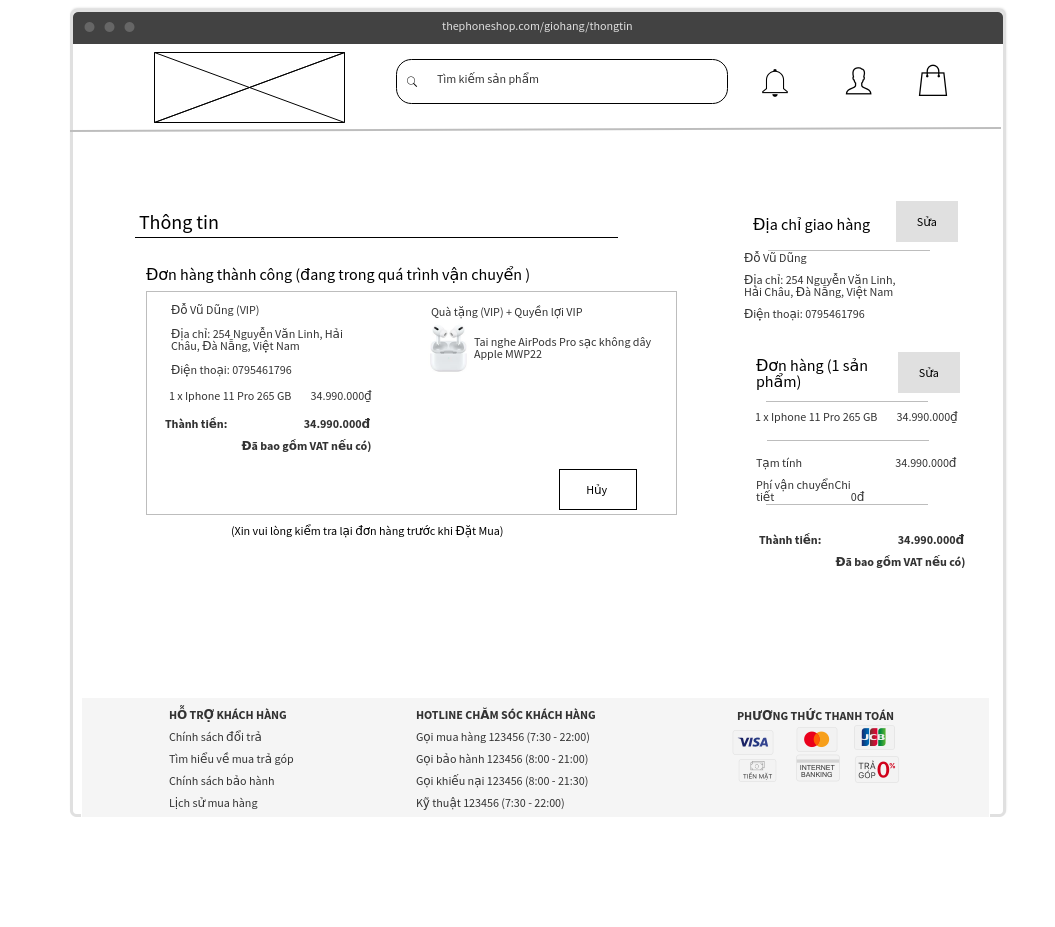 thephoneshop.com/giohang/thongtin
Tìm kiếm sản phẩm
Thông tin
Đơn hàng thành công (đang trong quá trình vận chuyển )
Đỗ Vũ Dũng (VIP)
Địa chỉ: 254 Nguyễn Văn Linh, Hải
Châu, Đà Nẵng, Việt Nam
Điện thoại: 0795461796
1 x Iphone 11 Pro 265 GB 34.990.000₫
Thành tiền: 34.990.000đ
Đã bao gồm VAT nếu có)
Quà tặng (VIP) + Quyền lợi VIP
Tai nghe AirPods Pro sạc không dây
Apple MWP22
Hủy
(Xin vui lòng kiểm tra lại đơn hàng trước khi Đặt Mua)
Địa chỉ giao hàng
Sửa
Đỗ Vũ Dũng
Địa chỉ: 254 Nguyễn Văn Linh,
Hải Châu, Đà Nẵng, Việt Nam
Điện thoại: 0795461796
Đơn hàng (1 sản
phẩm)
Sửa
1 x Iphone 11 Pro 265 GB 34.990.000₫
Tạm tính 34.990.000đ
Phí vận chuyểnChi
tiết 0đ
Thành tiền: 34.990.000đ
Đã bao gồm VAT nếu có)
HỖ TRỢ KHÁCH HÀNG
Chính sách đổi trả
Tìm hiểu về mua trả góp
Chính sách bảo hành
Lịch sử mua hàng
HOTLINE CHĂM SÓC KHÁCH HÀNG
Gọi mua hàng 123456 (7:30 - 22:00)
Gọi bảo hành 123456 (8:00 - 21:00)
Gọi khiếu nại 123456 (8:00 - 21:30)
Kỹ thuật 123456 (7:30 - 22:00)
PHƯƠNG THỨC THANH TOÁN
VISA
JCB
TIỀN MẶT
INTERNET
BANKING
TRẢ
GÓP 0%